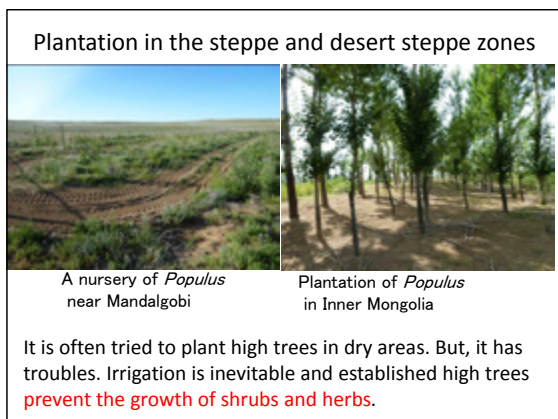 Plantation in the steppe and desert steppe zones
A nursery of Populus
near Mandalgobi
Plantation of Populus
in Inner Mongolia
It is often tried to plant high trees in dry areas. But, it has
troubles. Irrigation is inevitable and established high trees
prevent the growth of shrubs and herbs.